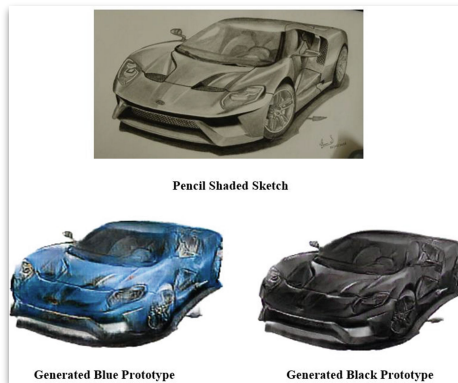 Pencil Shaded Sketch
Generated Blue Prototype
Generated Black Prototype